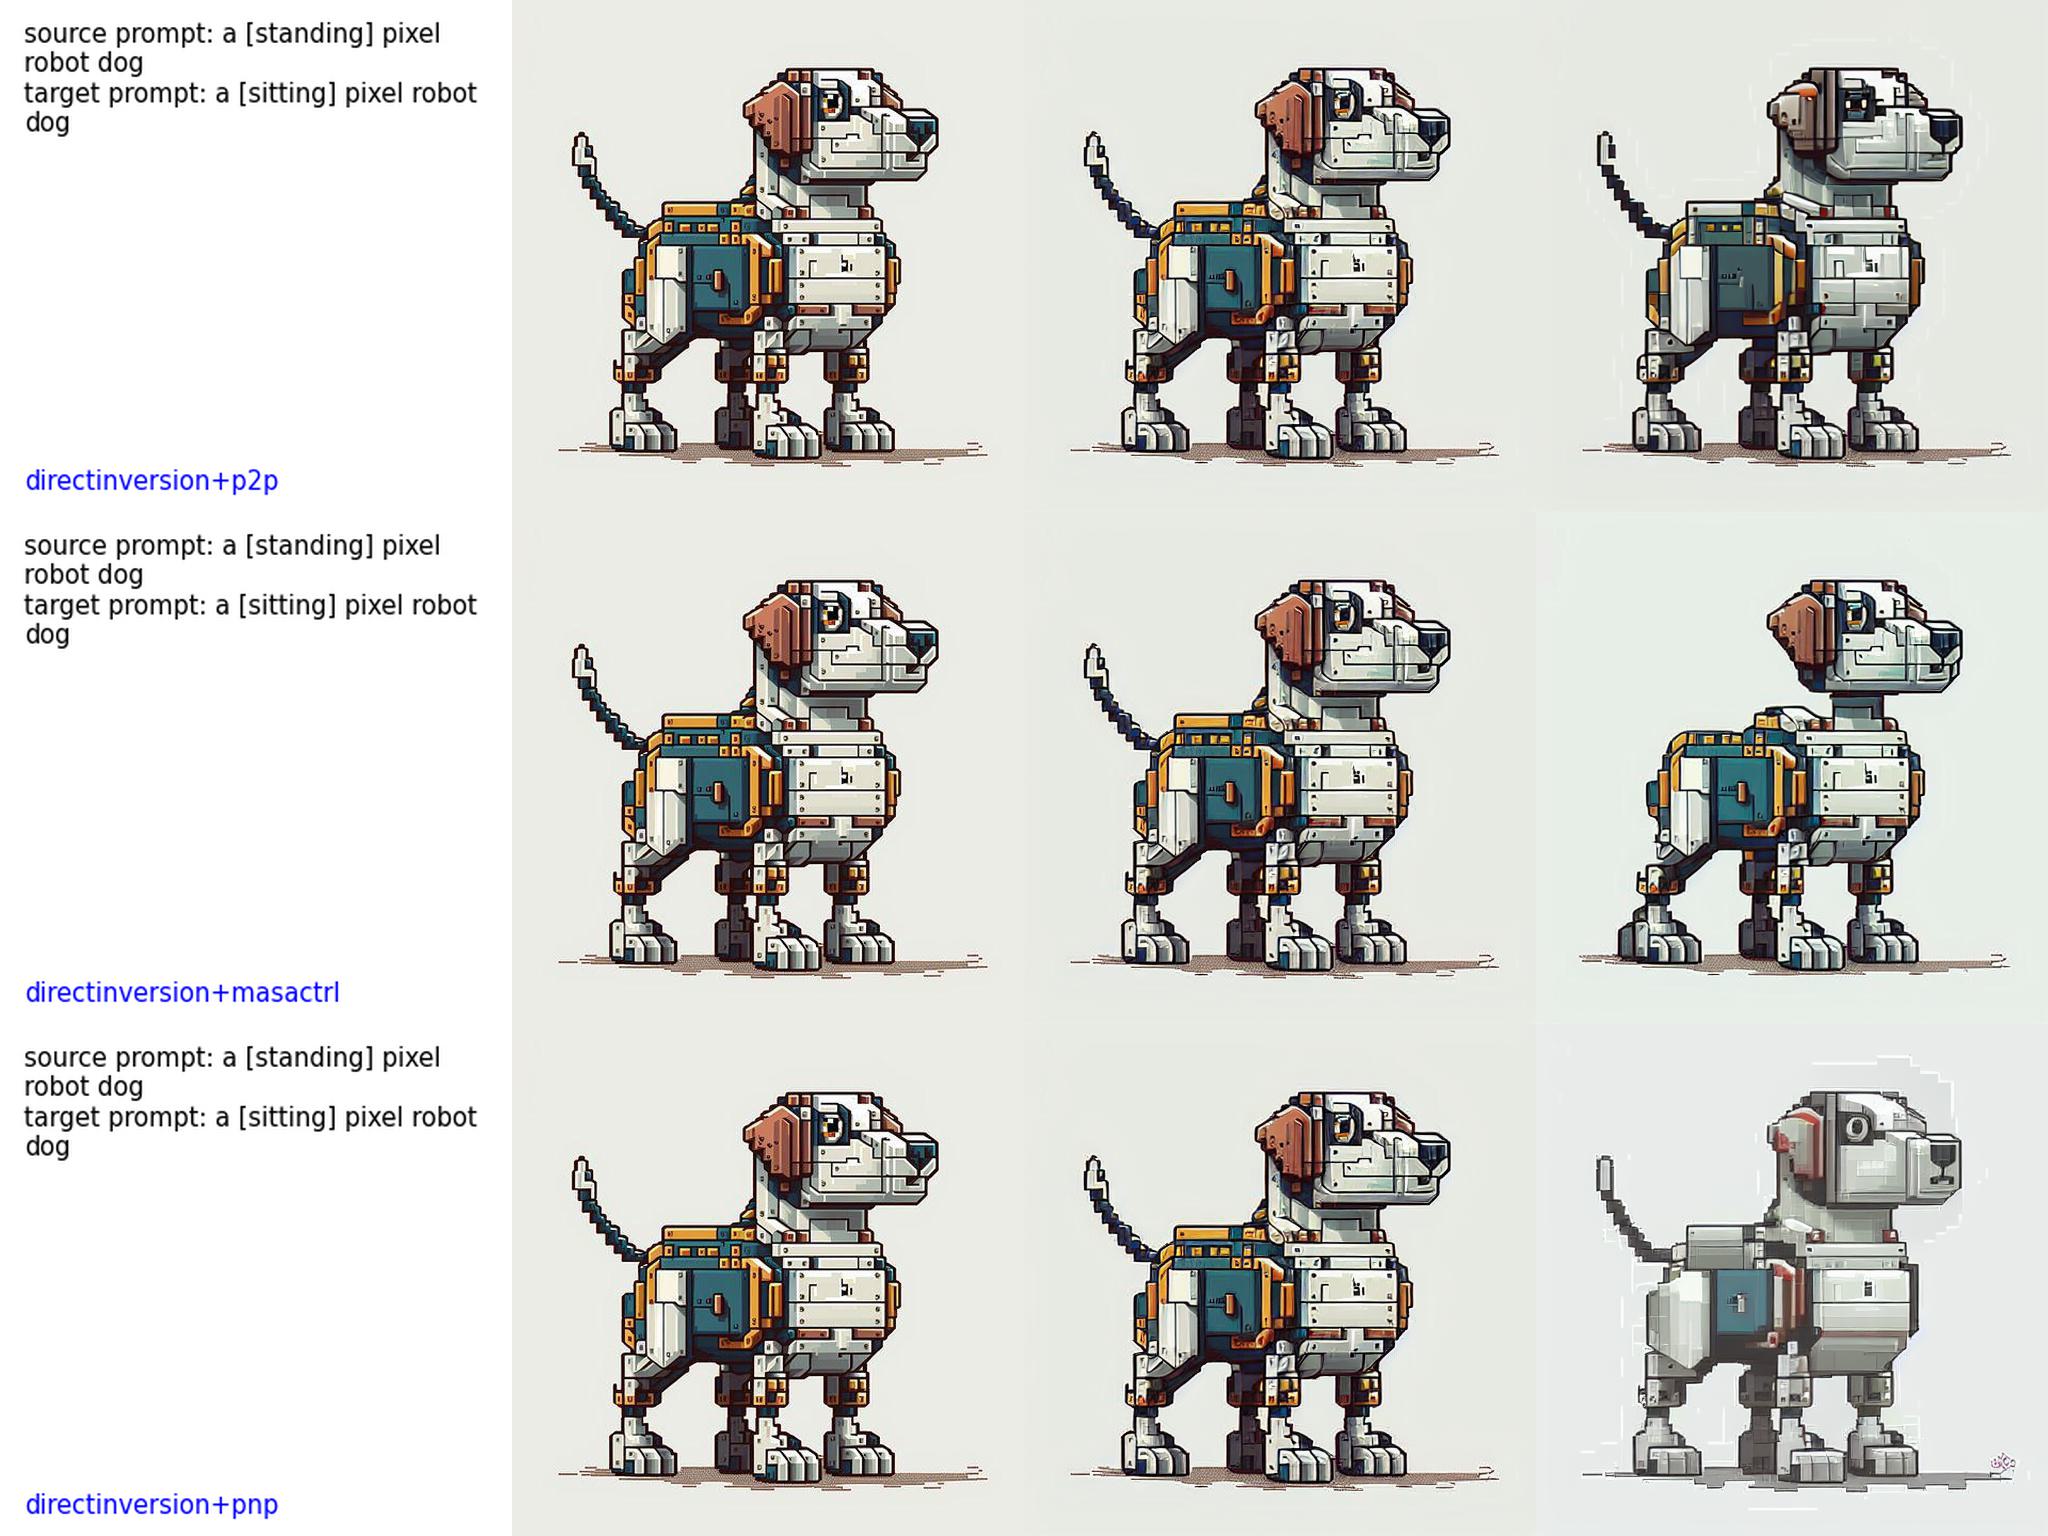 source prompt: a [standing] pixel
robot dog
target prompt: a [sitting] pixel robot
dog
directinversion+p2p
source prompt: a [standing] pixel
robot dog
target prompt: a [sitting] pixel robot
dog
directinversion+masactrl
source prompt: a [standing] pixel
robot dog
target prompt: a [sitting] pixel robot
dog
directinversion+pnp